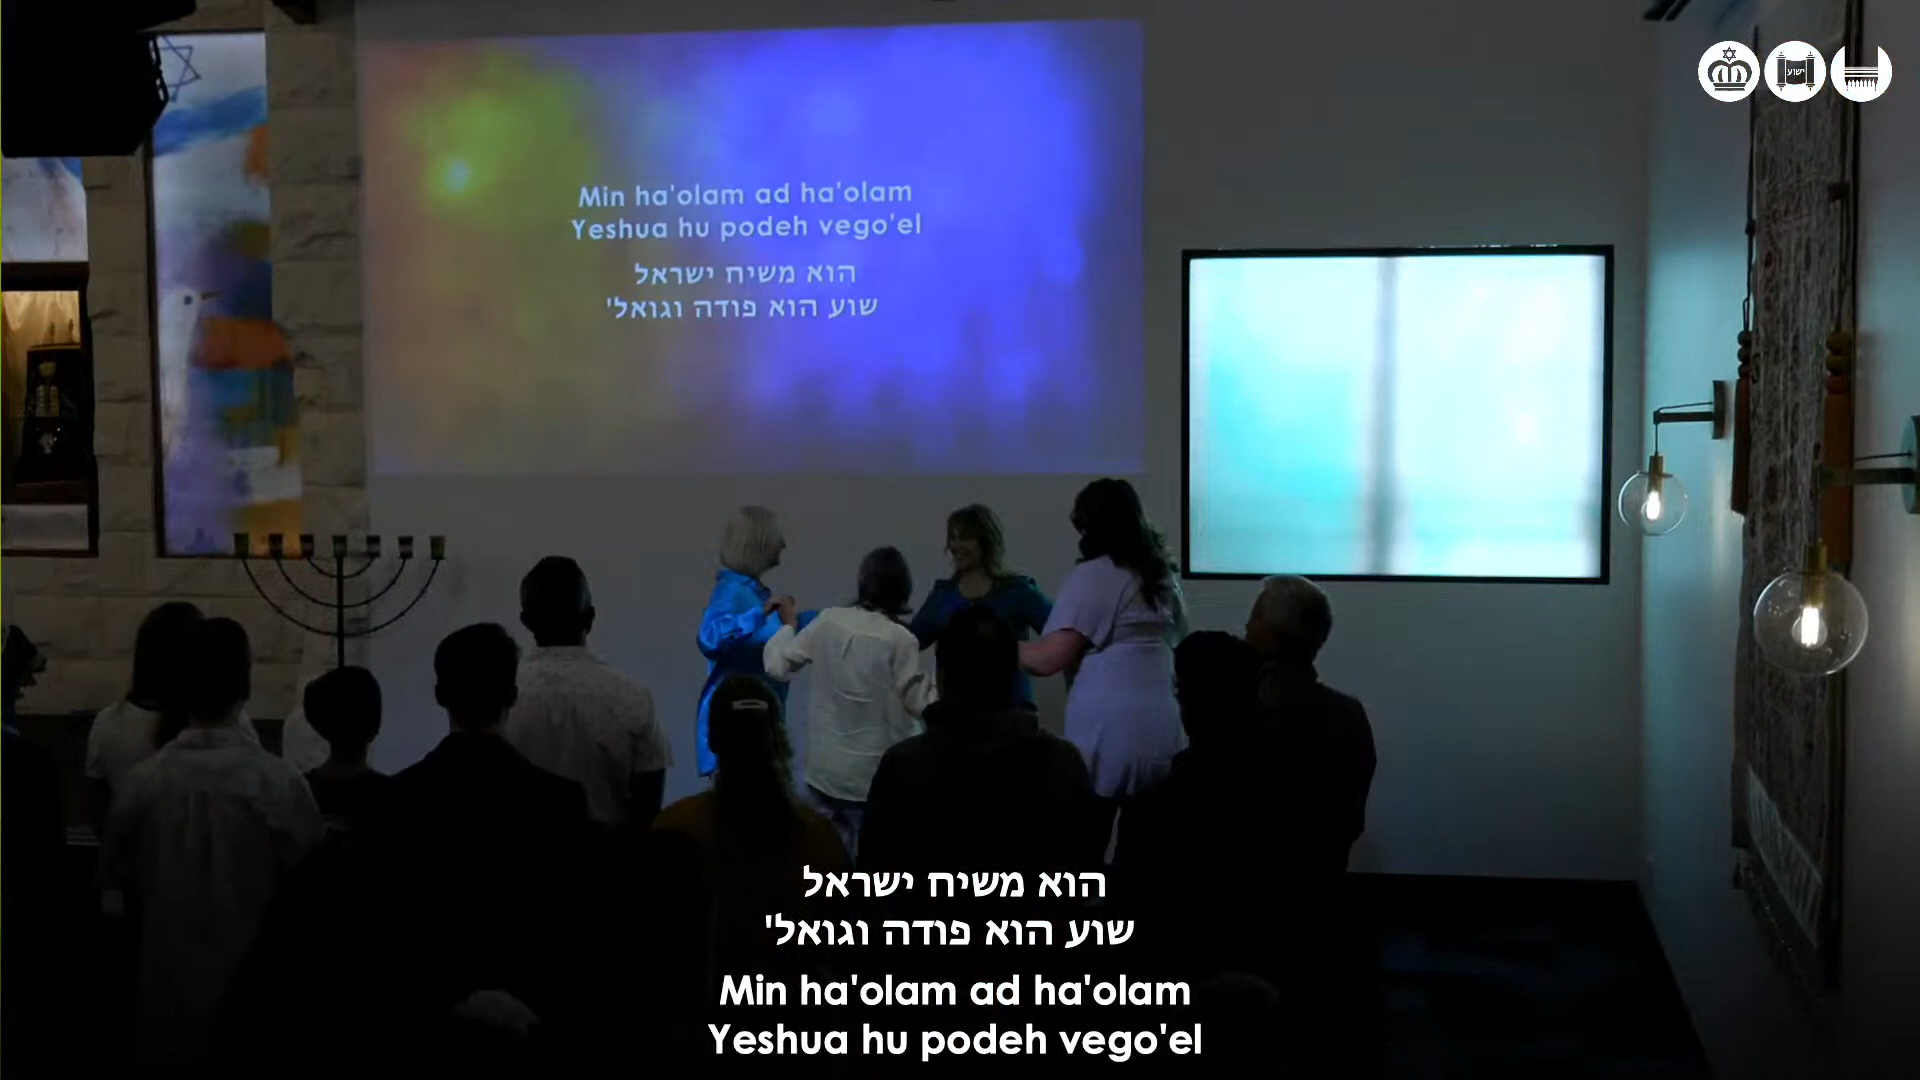 Min ha'olam ad ha'olam
Yeshua hu podeh vego'el
הוא משיח ישראל
שוע הוא פודה וגואל'
ישוע
הוא משיח ישראל
שוע הוא פודה וגואל'
Min ha'olam ad ha'olam
Yeshua hu podeh vego'el